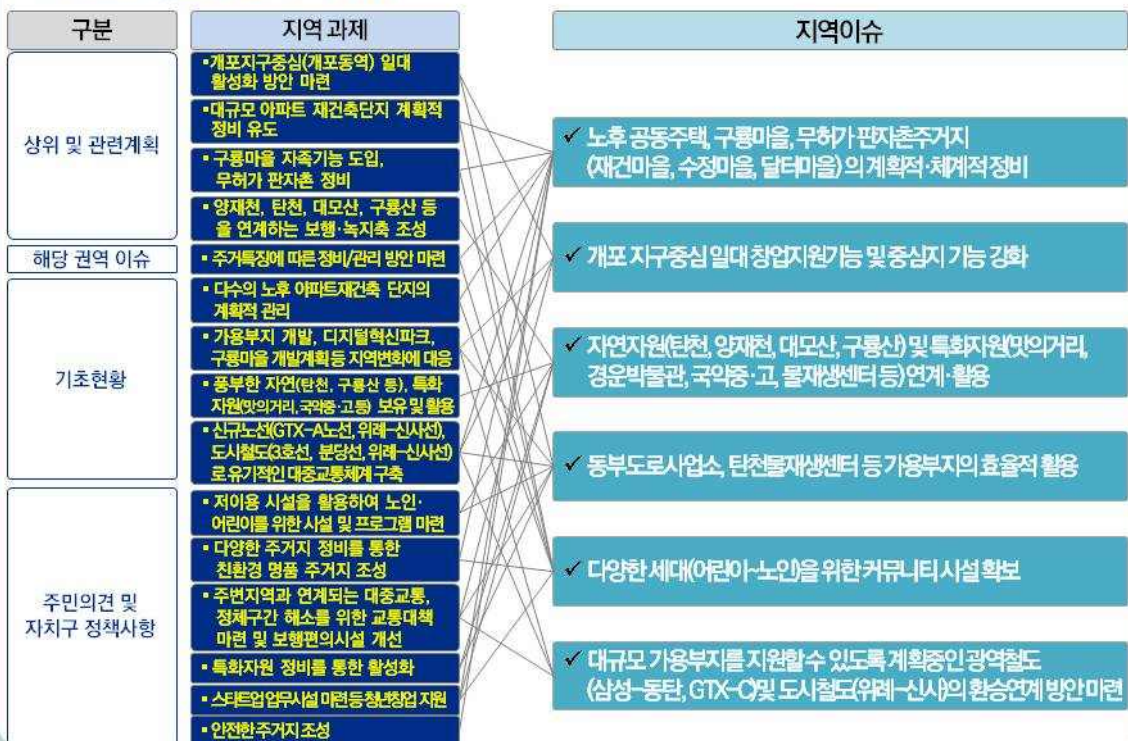 구분
지역 과제
지역이슈
상위 및 관련계획
▪개포지구중심(개포동역) 일대
활성화 방안 마련
▪대규모 아파트 재건축단지 계획적
정비 유도
▪구룡마을 자족기능 도입,
무허가 판자촌 정비
▪양재천, 탄천, 대모산, 구룡산 등
을 연계하는 보행·녹지축 조성
해당 권역 이슈
▪주거특징에 따른 정비/관리 방안 마련
기초현황
▪다수의 노후 아파트재건축 단지의
계획적 관리
▪가용부지 개발, 디지털혁신파크,
구룡마을 개발계획 등 지역변화에 대응
▪풍부한 자연(탄천, 구룡산 등), 특화
자원(맛의거리, 국악중·고 등) 보유 및 활용
▪신규노선(GTX-A노선, 위례-신사선),
도시철도(3호선, 분당선, 위례-신사선)
로 유기적인 대중교통체계 구축
주민의견 및
자치구 정책사항
▪저이용 시설을 활용하여 노인·
어린이를 위한 시설 및 프로그램 마련
▪다양한 주거지 정비를 통한
친환경 명품 주거지 조성
▪주변지역과 연계되는 대중교통,
정체구간 해소를 위한 교통대책
마련 및 보행편의시설 개선
▪특화자원 정비를 통한 활성화
▪스타트업 업무시설 마련 등 청년창업 지원
▪안전한 주거지 조성
✓ 노후 공동주택, 구룡마을, 무허가 판자촌주거지
(재건마을, 수정마을, 달터마을) 의 계획적·체계적 정비
✓ 개포 지구중심 일대 창업지원기능 및 중심지 기능 강화
✓ 자연자원(탄천, 양재천, 대모산, 구룡산) 및 특화자원(맛의거리,
경운박물관, 국악중·고, 물재생센터 등) 연계·활용
✓ 동부도로사업소, 탄천물재생센터 등 가용부지의 효율적 활용
✓ 다양한 세대(어린이~노인)을 위한 커뮤니티 시설 확보
✓ 대규모 가용부지를 지원할 수 있도록 계획중인 광역철도
(삼성-동탄, GTX-C)및 도시철도(위례-신사)의 환승연계 방안 마련